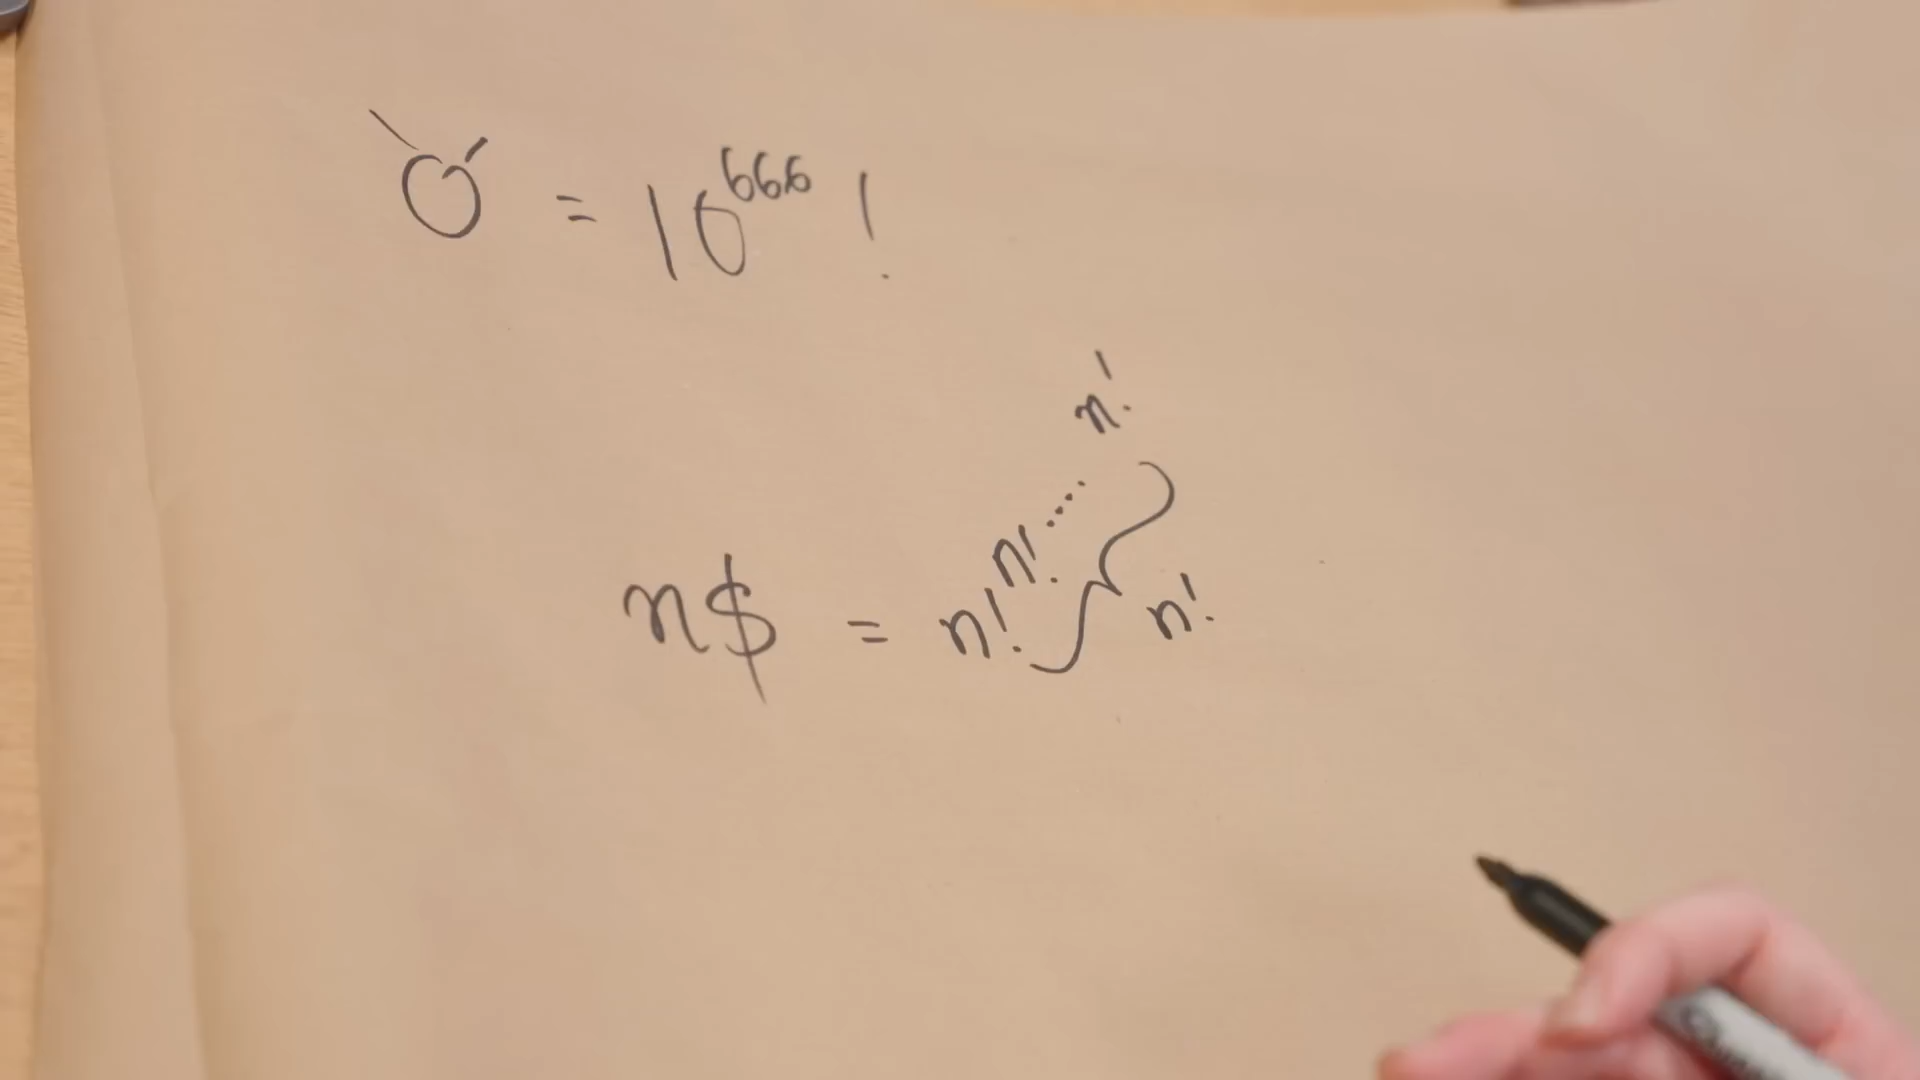 Ò́ = 10^666 !
n$ = n!^n!^....^n! } n!